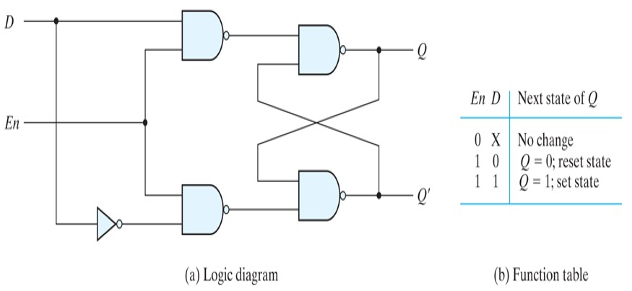 D
Q
En
Q'
(a) Logic diagram
En D Next state of Q
0 X No change
1 0 Q = 0; reset state
1 1 Q = 1; set state
(b) Function table